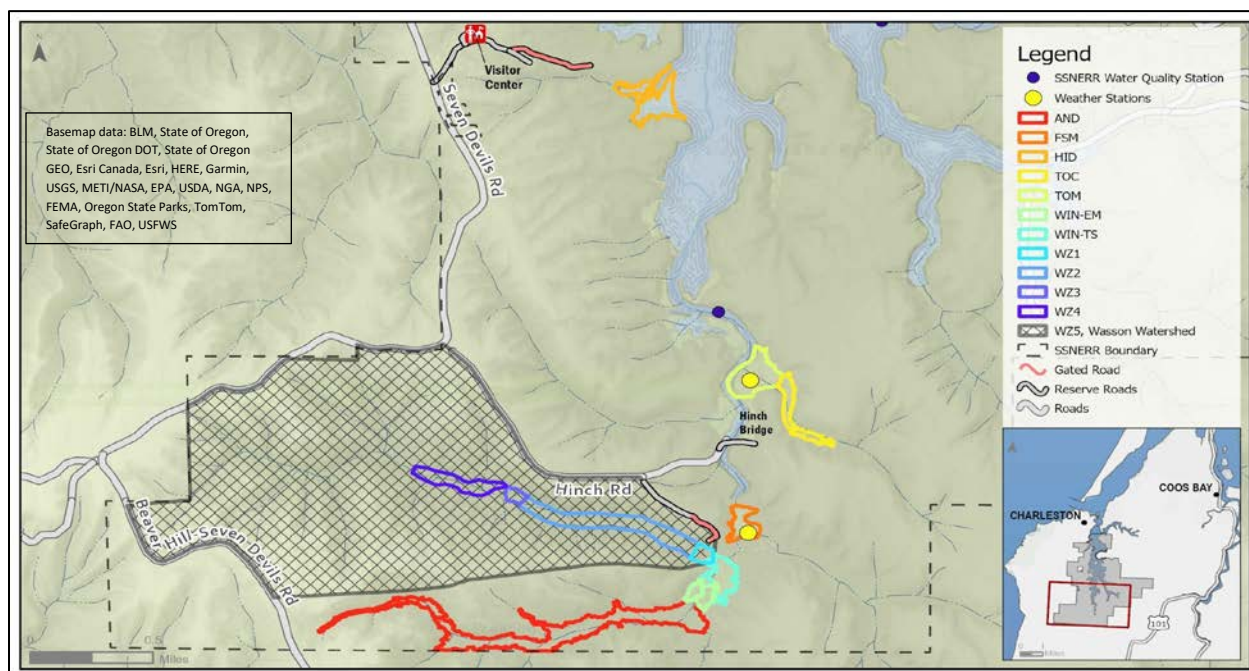 Visitor
Center
Seven Devils Rd
Basemap data: BLM, State of Oregon,
State of Oregon DOT, State of Oregon
GEO, Esri Canada, Esri, HERE, Garmin,
USGS, METI/NASA, EPA, USDA, NGA, NPS,
FEMA, Oregon State Parks, TomTom,
SafeGraph, FAO, USFWS
Legend
SSNERR Water Quality Station
Weather Stations
AND
FSM
HID
TOC
TOM
WIN-EM
WIN-TS
WZ1
WZ2
WZ3
WZ4
WZ5, Wasson Watershed
SSNERR Boundary
Gated Road
Reserve Roads
Roads
Hinch
Bridge
Hinch Rd
Beaver Hill-Seven Devils Rd
0 0.5
Miles
COOS BAY
CHARLESTON
101
0 1
Miles